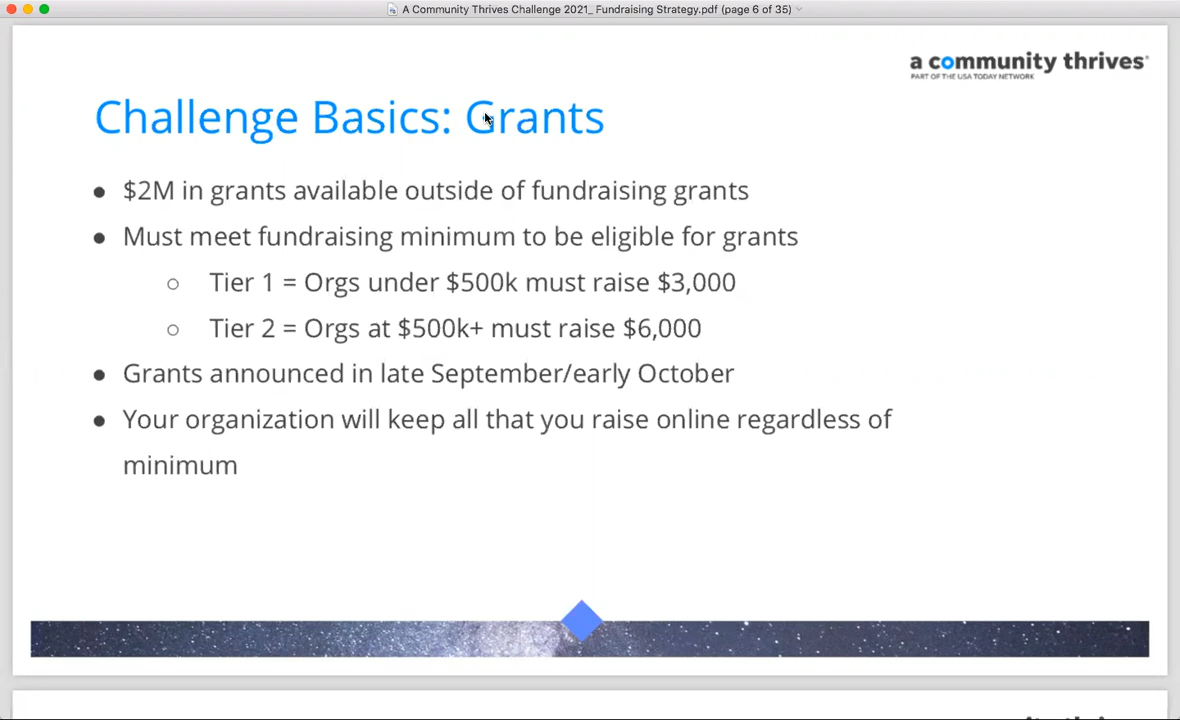 A Community Thrives Challenge 2021_ Fundraising Strategy.pdf (page 6 of 35)
a community thrives®
PART OF THE USA TODAY NETWORK
Challenge Basics: Grants
● $2M in grants available outside of fundraising grants
● Must meet fundraising minimum to be eligible for grants
○ Tier 1 = Orgs under $500k must raise $3,000
○ Tier 2 = Orgs at $500k+ must raise $6,000
● Grants announced in late September/early October
● Your organization will keep all that you raise online regardless of
minimum